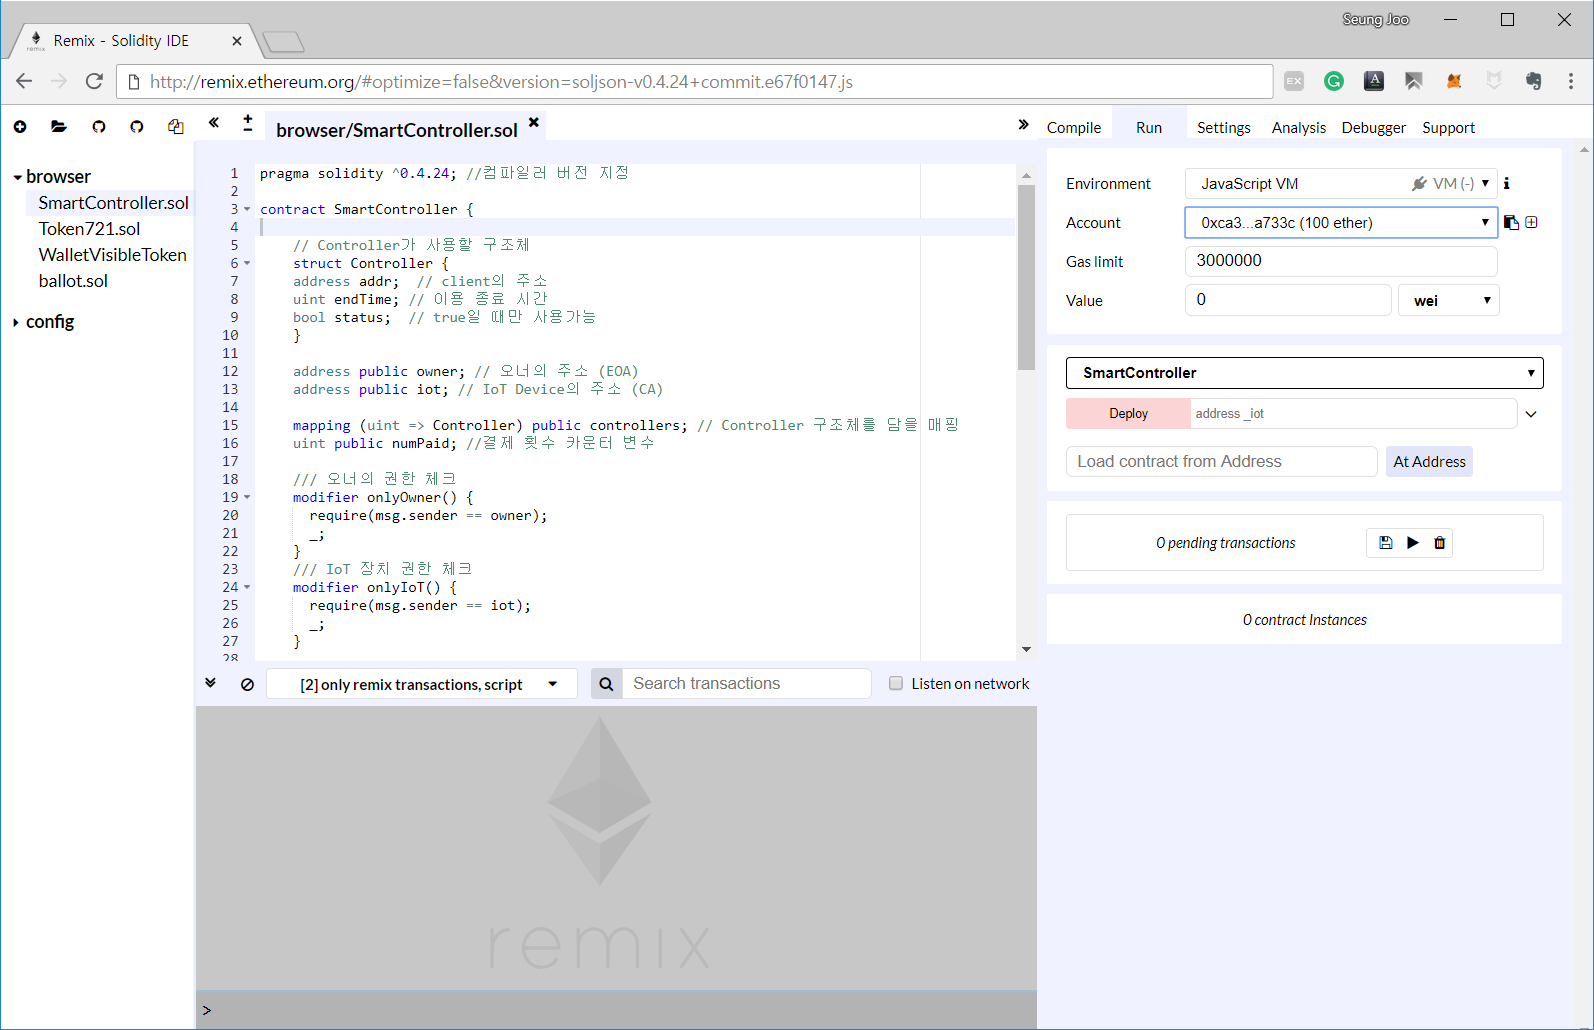 Seung Joo
Remix - Solidity IDE
http://remix.ethereum.org/#optimize=false&version=soljson-v0.4.24+commit.e67f0147.js
browser/SmartController.sol
Compile Run Settings Analysis Debugger Support
browser
SmartController.sol
Token721.sol
WalletVisibleToken
ballot.sol
config
1 pragma solidity ^0.4.24; //컴파일러 버전 지정
2
3 contract SmartController {
4
5 // Controller가 사용할 구조체
6 struct Controller {
7 address addr; // client의 주소
8 uint endTime; // 이용 종료 시간
9 bool status; // true일 때만 사용가능
10 }
11
12 address public owner; // 오너의 주소 (EOA)
13 address public iot; // IoT Device의 주소 (CA)
14
15 mapping (uint => Controller) public controllers; // Controller 구조체를 담을 매핑
16 uint public numPaid; //결제 횟수 카운터 변수
17
18 /// 오너의 권한 체크
19 modifier onlyOwner() {
20 require(msg.sender == owner);
21 _;
22 }
23 /// IoT 장치 권한 체크
24 modifier onlyIoT() {
25 require(msg.sender == iot);
26 _;
27 }
28
[2] only remix transactions, script
Search transactions
Listen on network
remix
>
Environment JavaScript VM VM (-)
Account 0xca3...a733c (100 ether)
Gas limit 3000000
Value 0 wei
SmartController
Deploy address _iot
Load contract from Address At Address
0 pending transactions
0 contract Instances